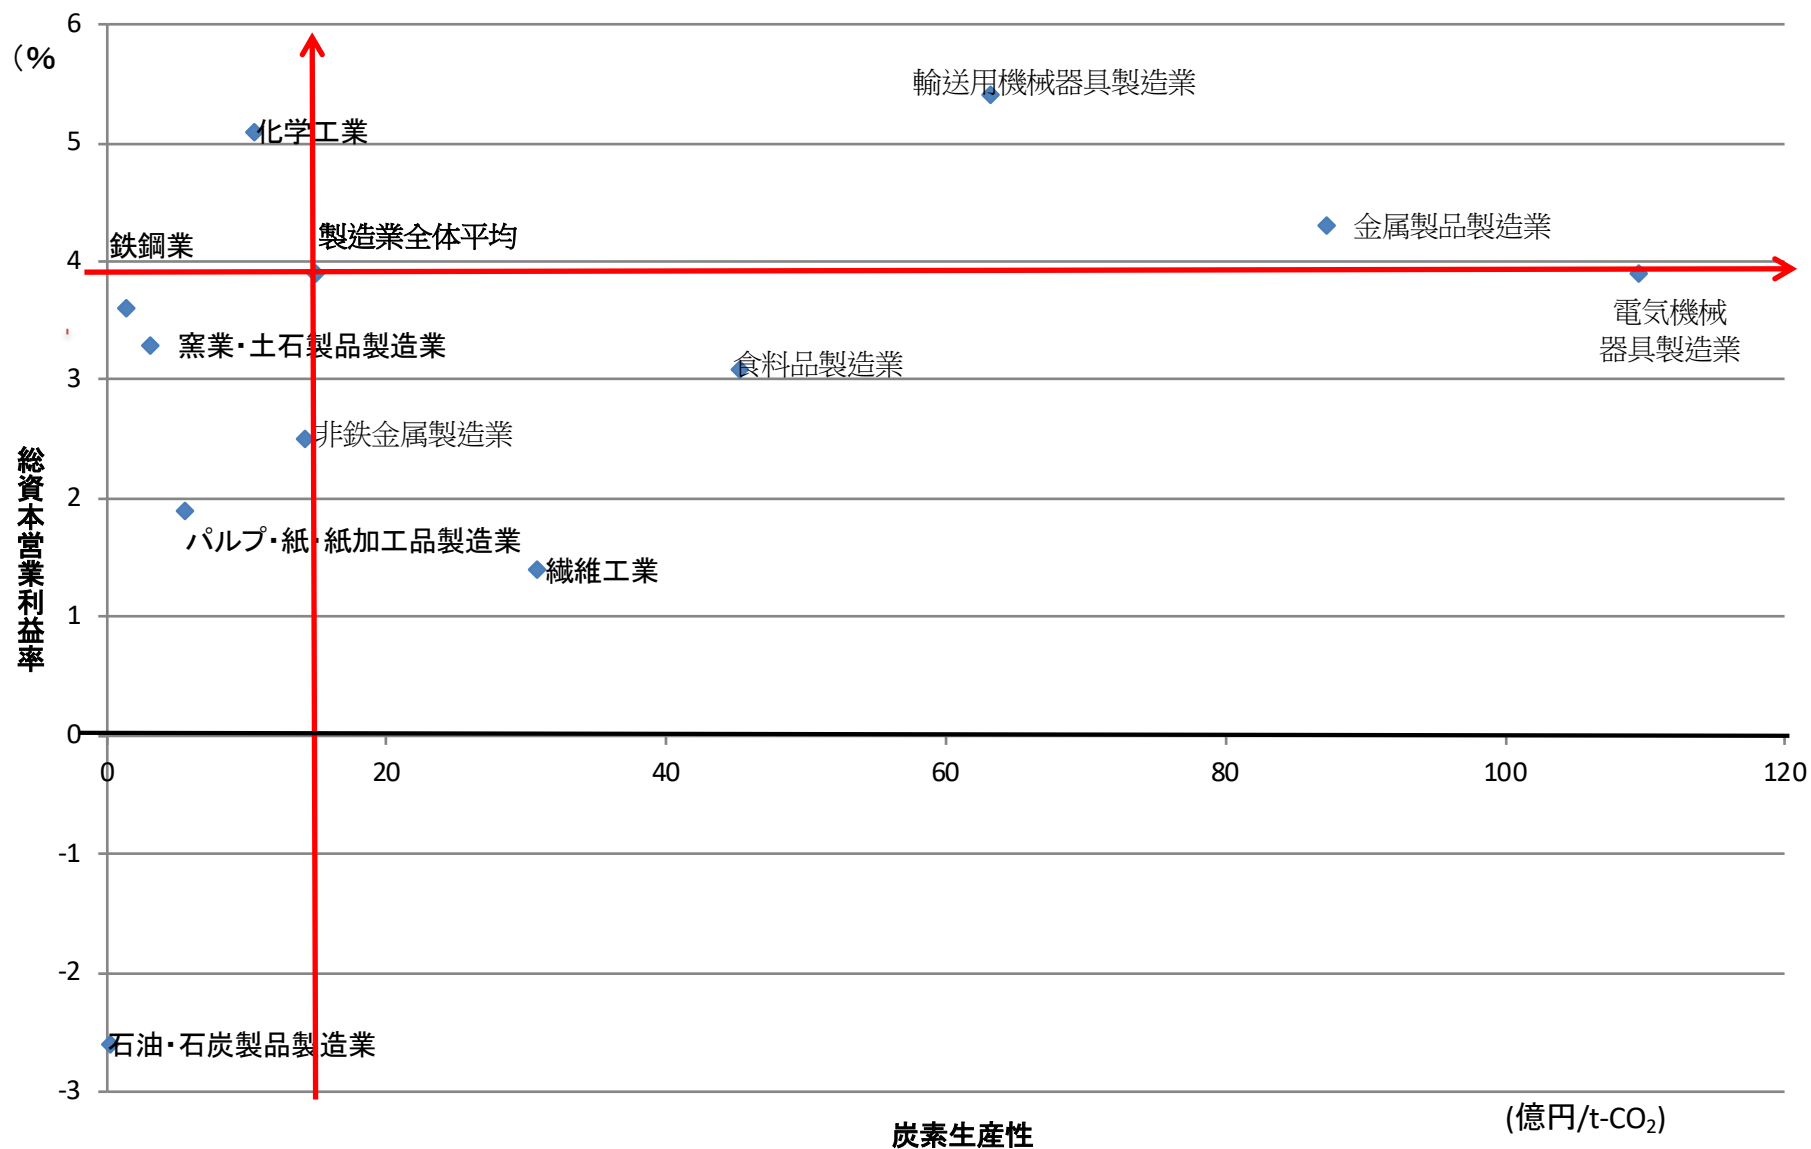 6
(%
輸送用機械器具製造業
化学工業
5
金属製品製造業
製造業全体平均
鉄鋼業
4
電気機械
器具製造業
窯業・土石製品製造業
食料品製造業
3
非鉄金属製造業
総資本営業利益率
2
パルプ・紙・紙加工品製造業
繊維工業
1
0
0 20 40 60 80 100 120
-1
-2
石油・石炭製品製造業
-3
(億円/t-CO₂)
炭素生産性